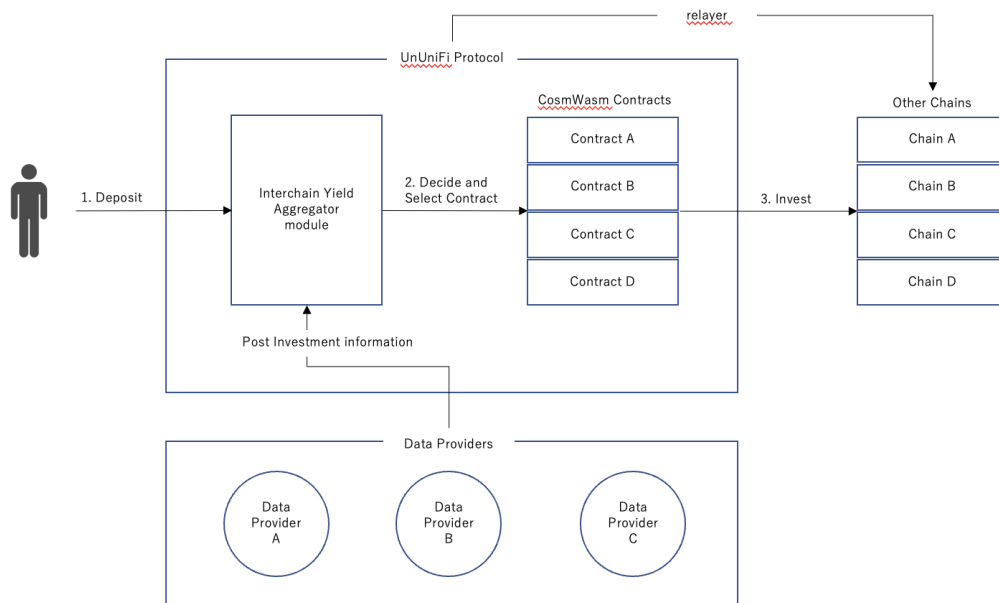 relayer
UnUniFi Protocol
CosmWasm Contracts
Other Chains
Contract A
Chain A
1. Deposit
Interchain Yield
Aggregator
module
2. Decide and
Select Contract
Contract B
Chain B
3. Invest
Contract C
Chain C
Contract D
Chain D
Post Investment information
Data Providers
Data
Provider
A
Data
Provider
B
Data
Provider
C